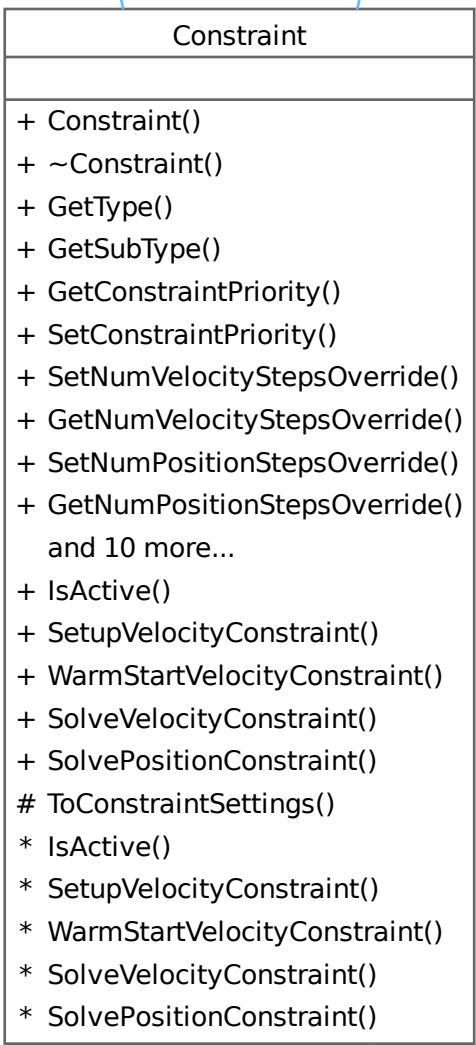 Constraint
+ Constraint()
+ ~Constraint()
+ GetType()
+ GetSubType()
+ GetConstraintPriority()
+ SetConstraintPriority()
+ SetNumVelocityStepsOverride()
+ GetNumVelocityStepsOverride()
+ SetNumPositionStepsOverride()
+ GetNumPositionStepsOverride()
and 10 more...
+ IsActive()
+ SetupVelocityConstraint()
+ WarmStartVelocityConstraint()
+ SolveVelocityConstraint()
+ SolvePositionConstraint()
# ToConstraintSettings()
* IsActive()
* SetupVelocityConstraint()
* WarmStartVelocityConstraint()
* SolveVelocityConstraint()
* SolvePositionConstraint()